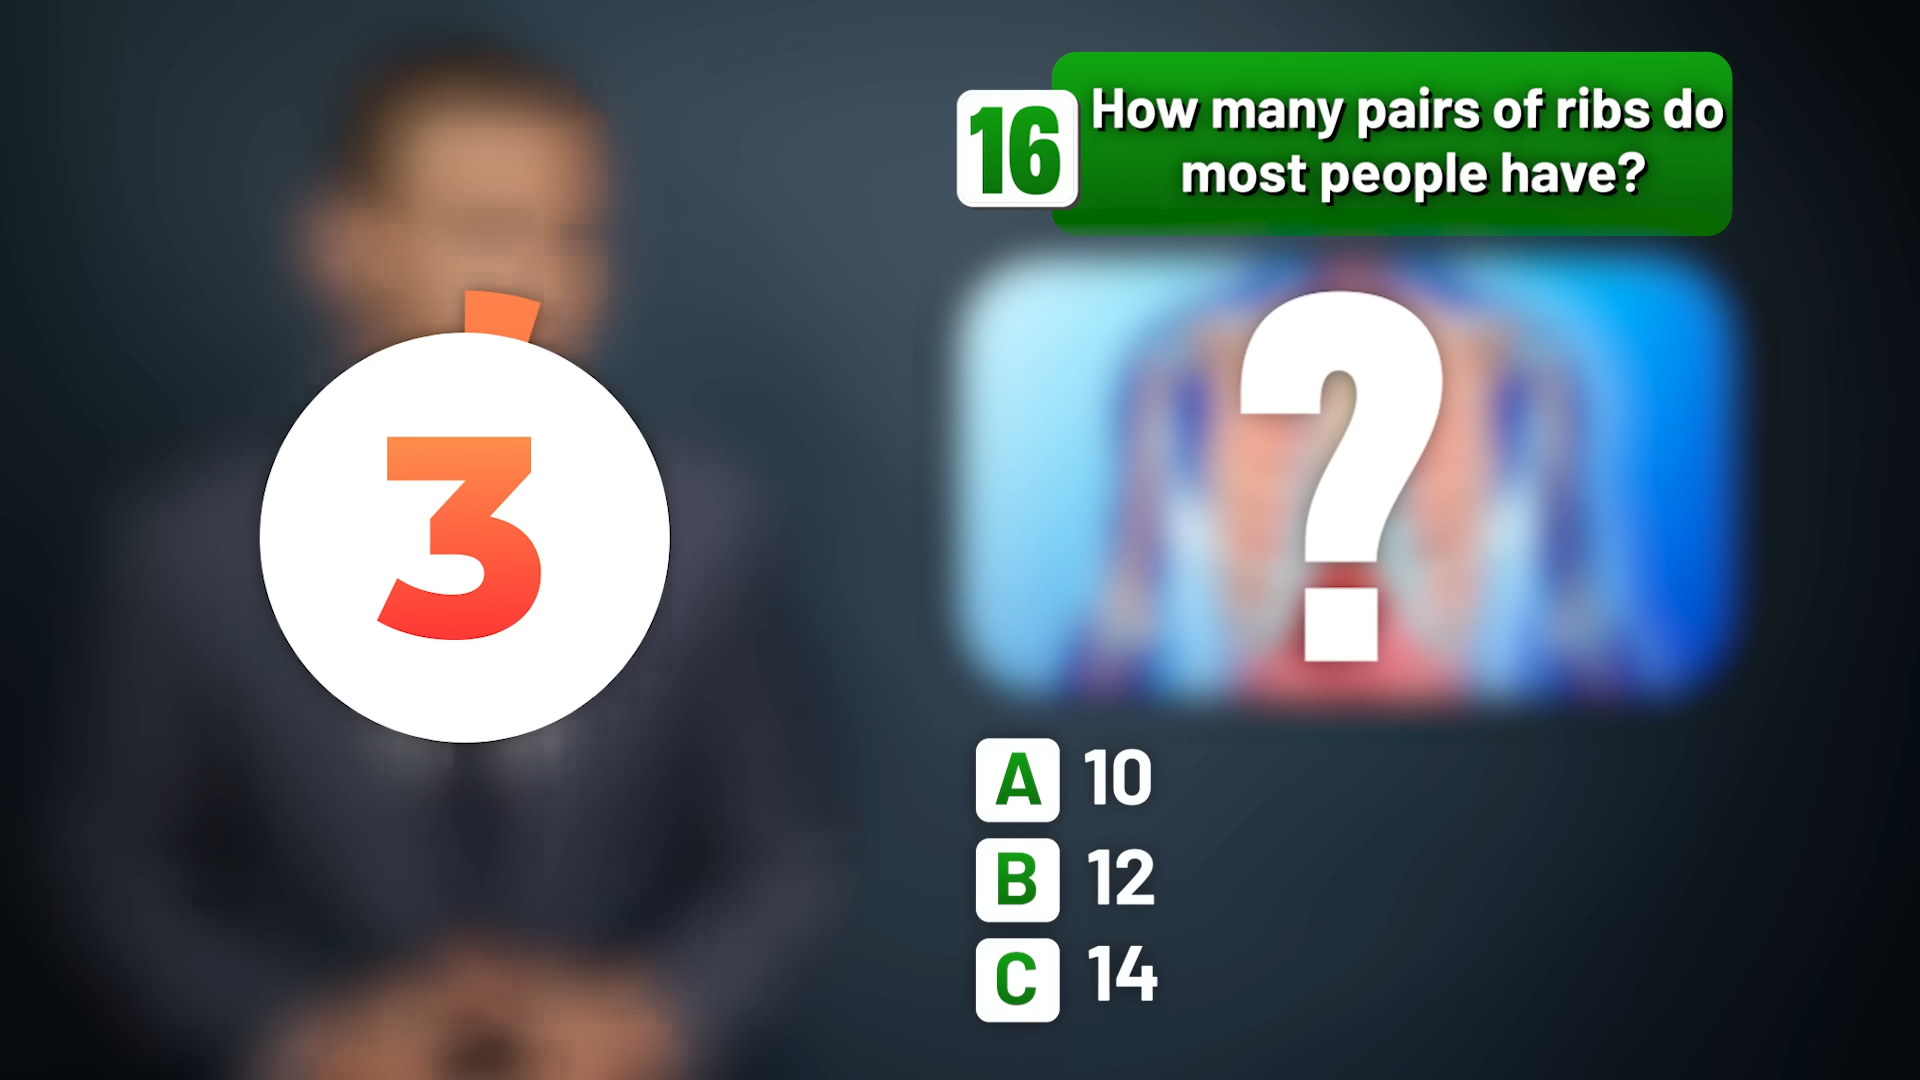 16
How many pairs of ribs do
most people have?
3
?
A 10
B 12
C 14